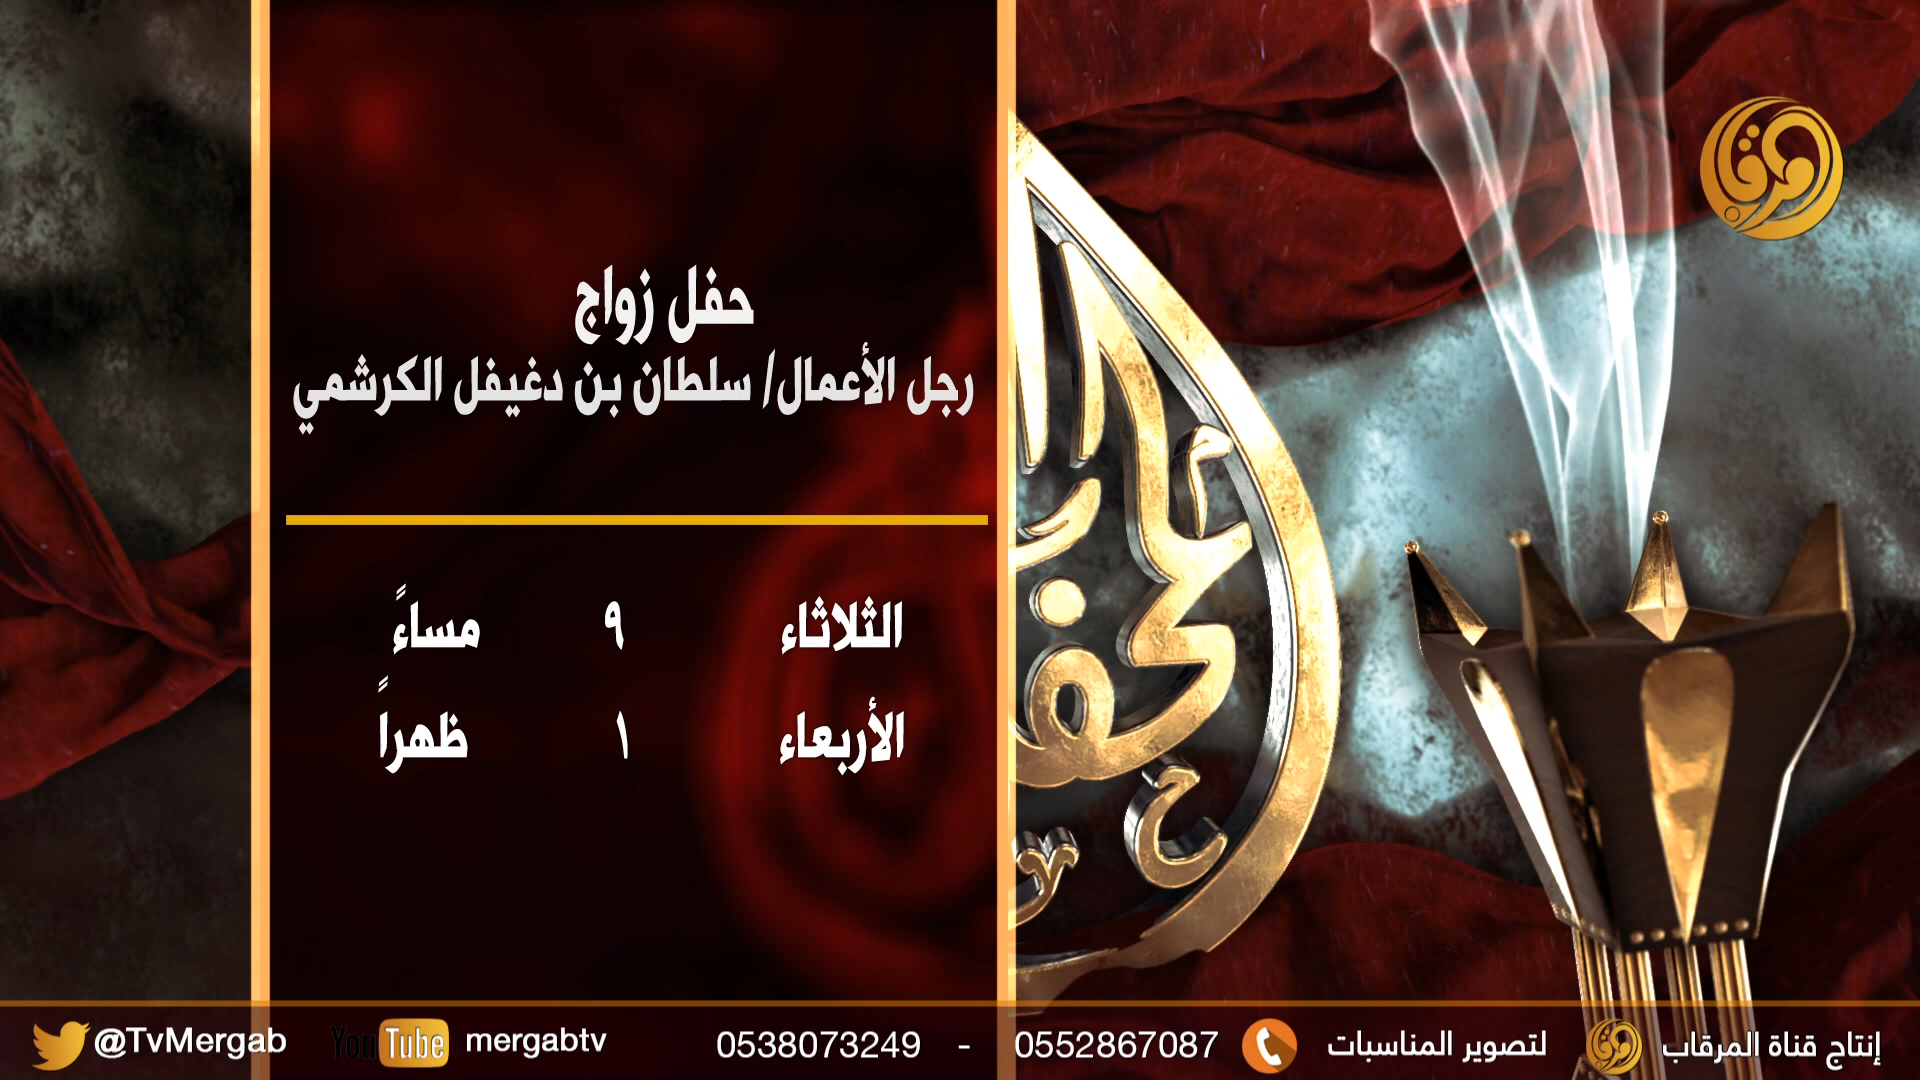 حفل زواج
رجل الأعمال/ سلطان بن دغيفل الكرشمي
الثلاثاء ٩ مساءً
الأربعاء ١ ظهراً
إنتاج قناة المرقاب
لتصوير المناسبات 0552867087 - 0538073249
mergabtv YouTube
@TvMergab